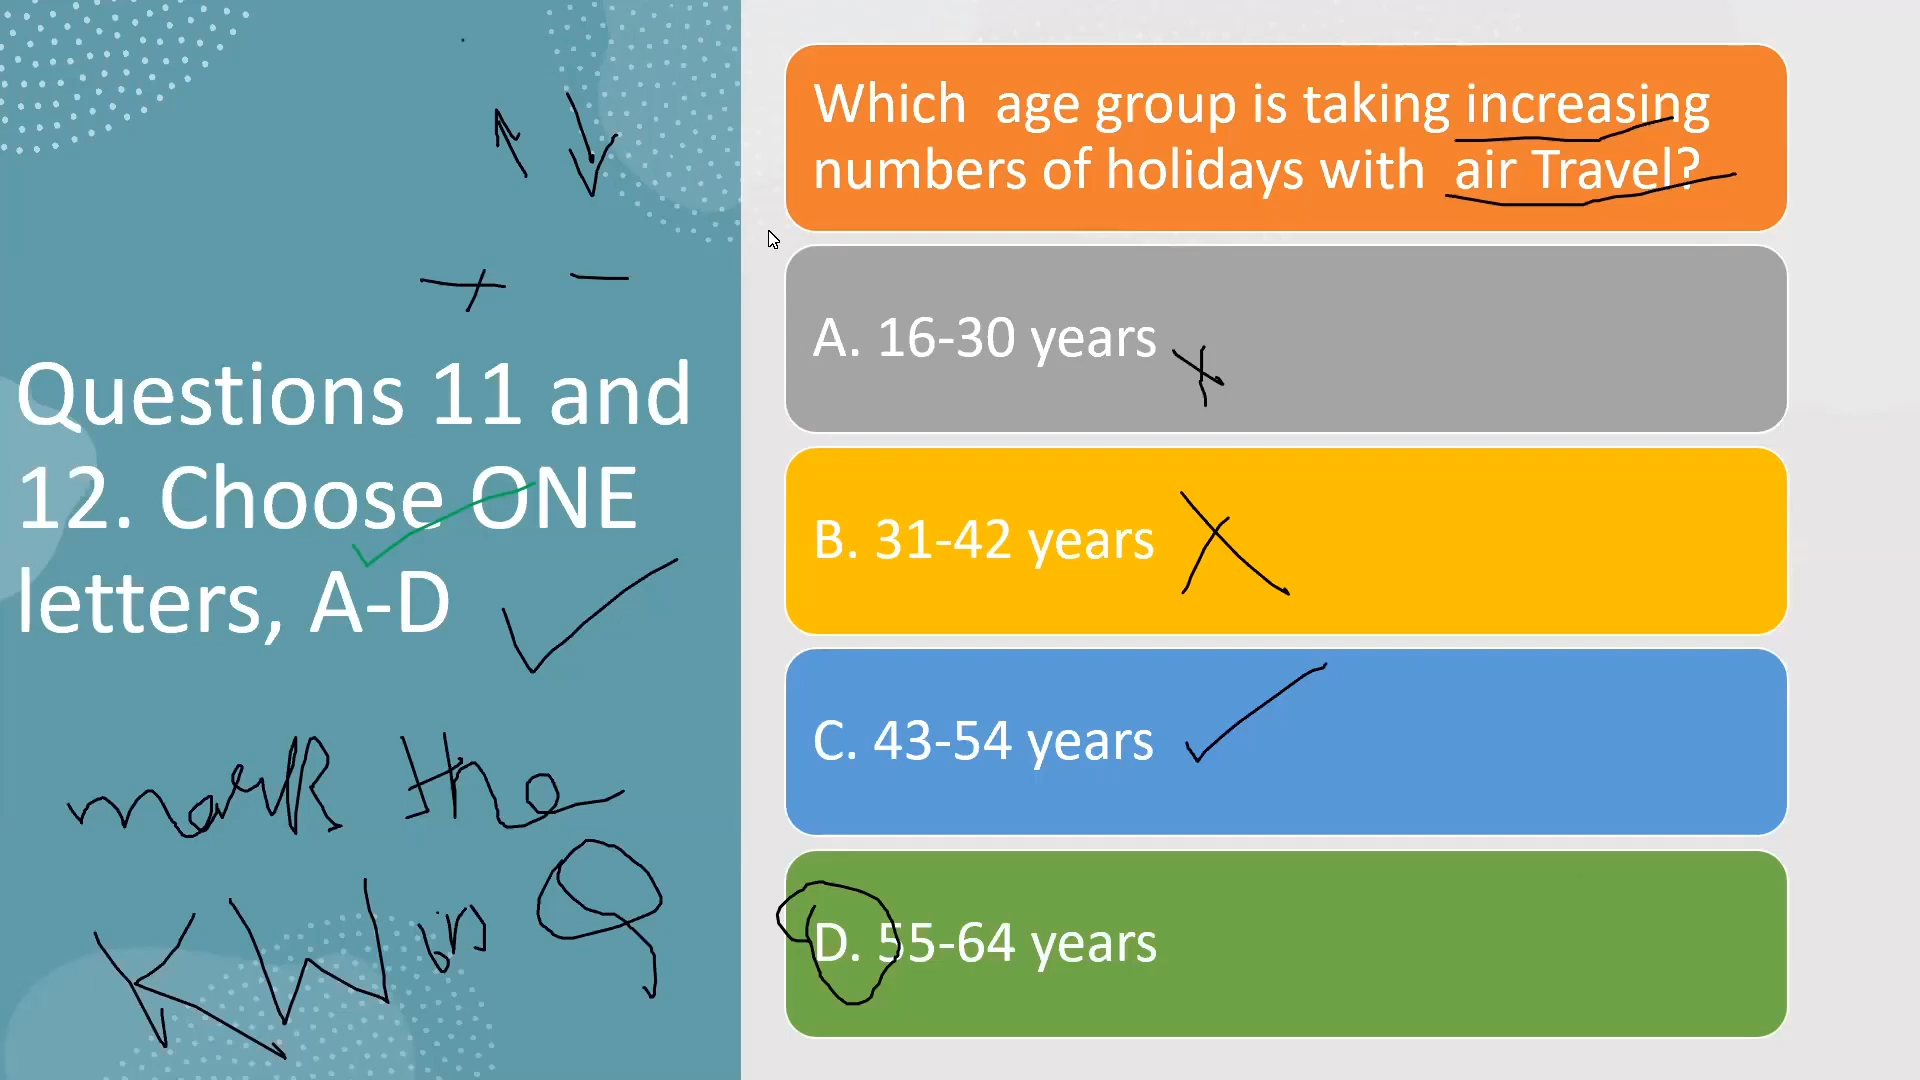 Questions 11 and
12. Choose ONE
letters, A-D
mark the
KW in Q
Which  age group is taking increasing
numbers of holidays with  air Travel?
A. 16-30 years
B. 31-42 years
C. 43-54 years
D. 55-64 years